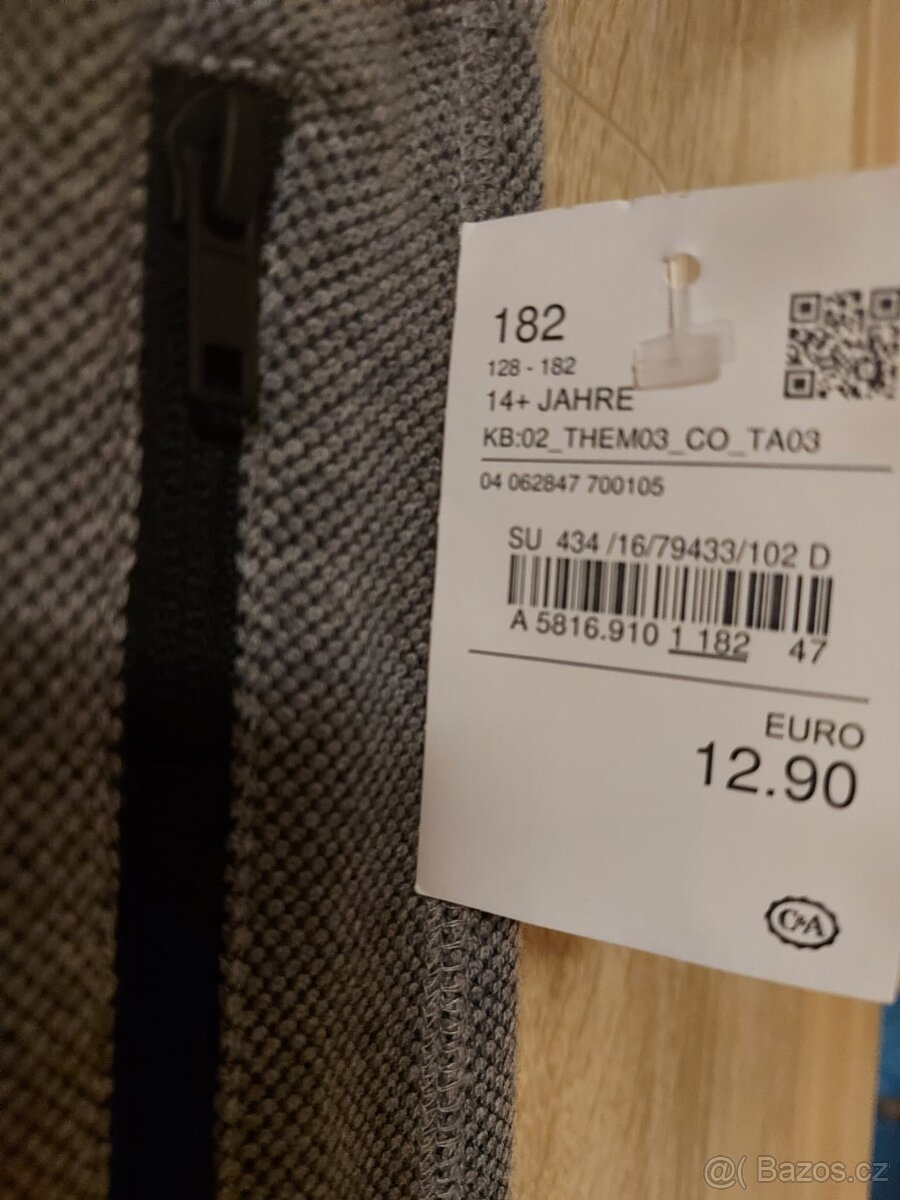 182
128 - 182
14+ JAHRE
KB:02_THEM03_CO_TA03
04 062847 700105
SU 434 /16/79433/102 D
A 5816.910 1 182 47
EURO
12.90
C&A
@( Bazos.cz